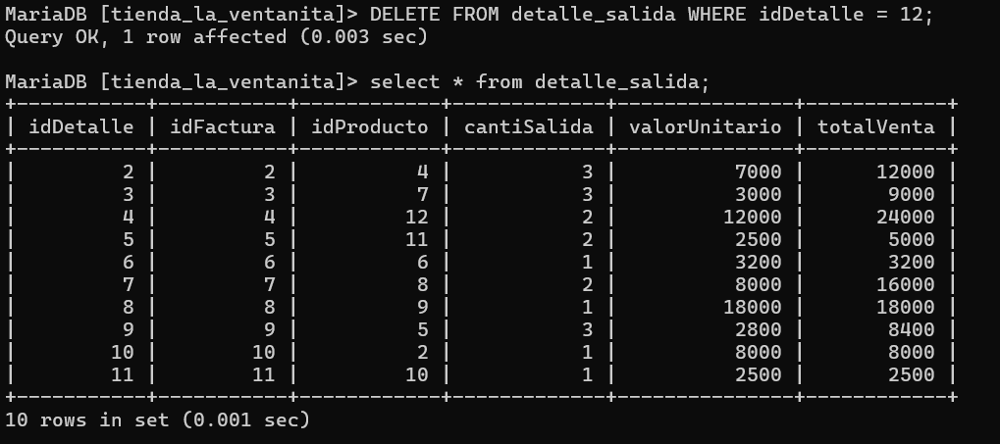 MariaDB [tienda_la_ventanita]> DELETE FROM detalle_salida WHERE idDetalle = 12;
Query OK, 1 row affected (0.003 sec)
MariaDB [tienda_la_ventanita]> select * from detalle_salida;
+-----------+-----------+------------+-------------+---------------+------------+
| idDetalle | idFactura | idProducto | cantiSalida | valorUnitario | totalVenta |
+-----------+-----------+------------+-------------+---------------+------------+
|         2 |         2 |          4 |           3 |          7000 |      12000 |
|         3 |         3 |          7 |           3 |          3000 |       9000 |
|         4 |         4 |         12 |           2 |         12000 |      24000 |
|         5 |         5 |         11 |           2 |          2500 |       5000 |
|         6 |         6 |          6 |           1 |          3200 |       3200 |
|         7 |         7 |          8 |           2 |          8000 |      16000 |
|         8 |         8 |          9 |           1 |         18000 |      18000 |
|         9 |         9 |          5 |           3 |          2800 |       8400 |
|        10 |        10 |          2 |           1 |          8000 |       8000 |
|        11 |        11 |         10 |           1 |          2500 |       2500 |
+-----------+-----------+------------+-------------+---------------+------------+
10 rows in set (0.001 sec)